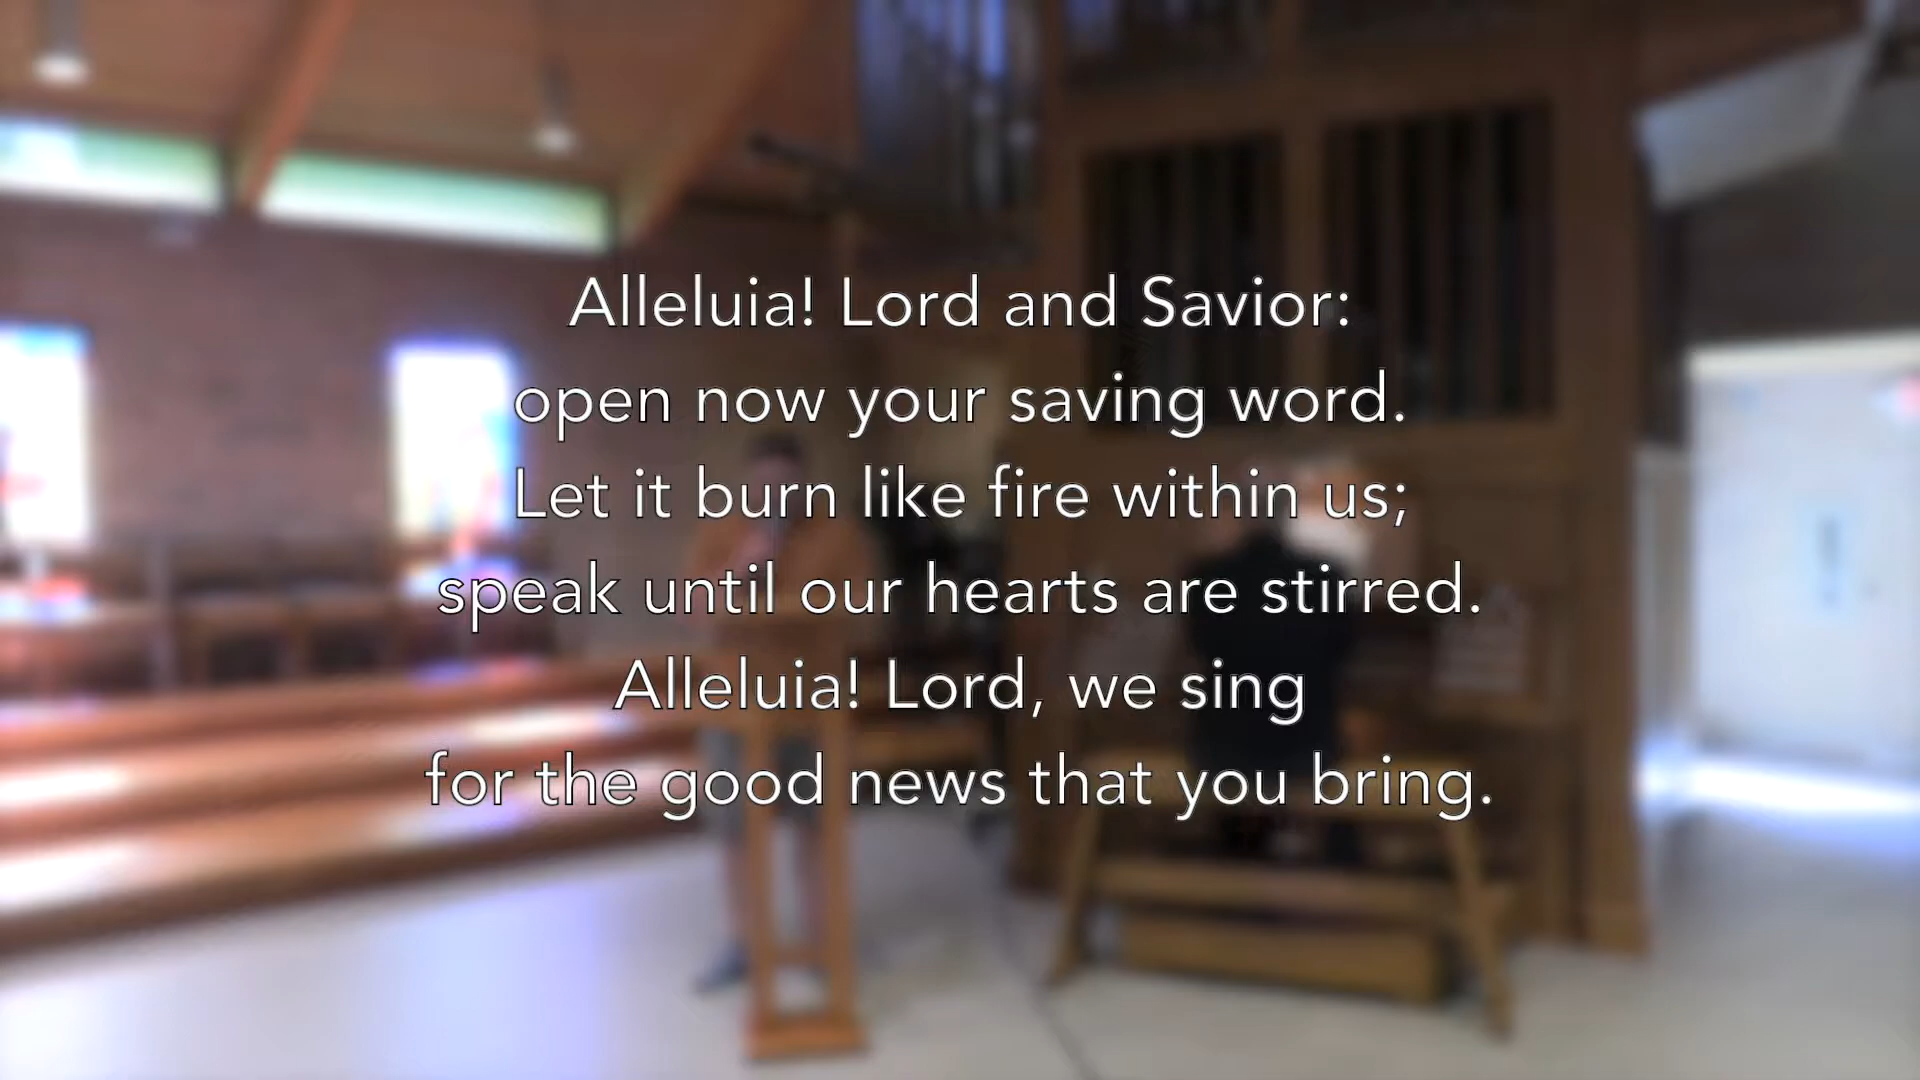 Alleluia! Lord and Savior:
open now your saving word.
Let it burn like fire within us;
speak until our hearts are stirred.
Alleluia! Lord, we sing
for the good news that you bring.